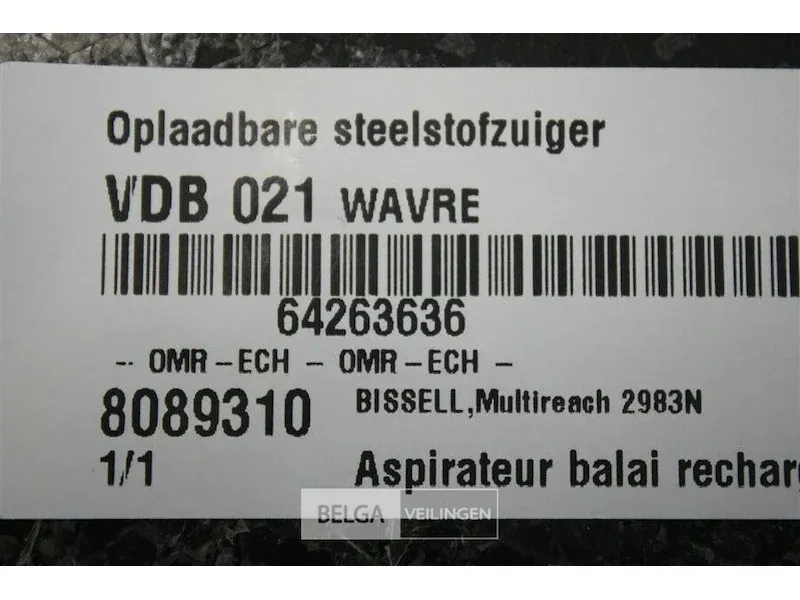 Oplaadbare steelstofzuiger
VDB 021 WAVRE
64263636
-- OMR-ECH - OMR-ECH -
8089310 BISSELL,Multireach 2983N
1/1 Aspirateur balai recharg
BELGA VEILINGEN